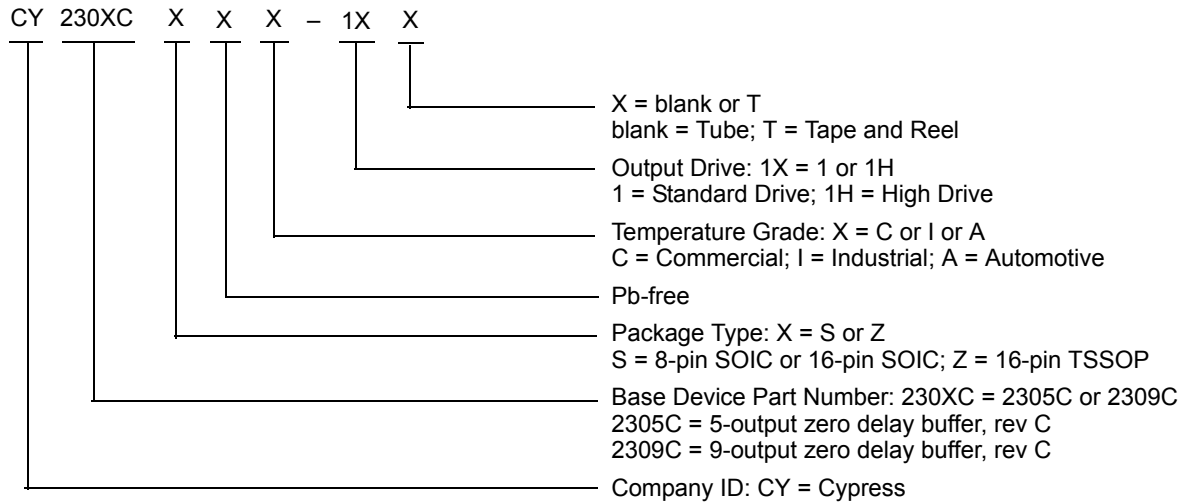 CY 230XC X X X – 1X X
X = blank or T
blank = Tube; T = Tape and Reel
Output Drive: 1X = 1 or 1H
1 = Standard Drive; 1H = High Drive
Temperature Grade: X = C or I or A
C = Commercial; I = Industrial; A = Automotive
Pb-free
Package Type: X = S or Z
S = 8-pin SOIC or 16-pin SOIC; Z = 16-pin TSSOP
Base Device Part Number: 230XC = 2305C or 2309C
2305C = 5-output zero delay buffer, rev C
2309C = 9-output zero delay buffer, rev C
Company ID: CY = Cypress